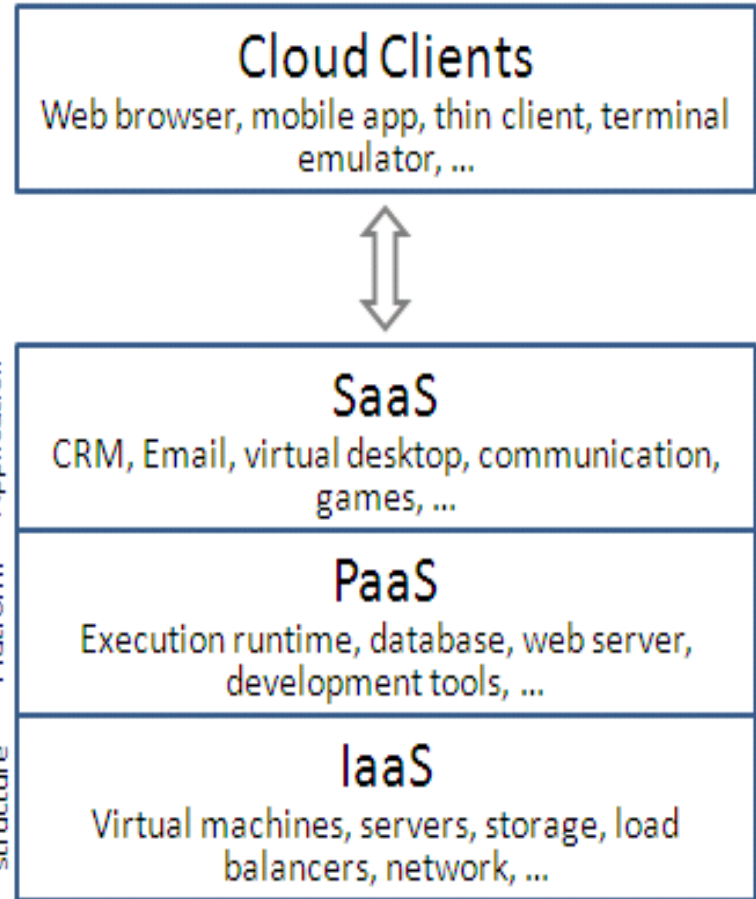 Cloud Clients
Web browser, mobile app, thin client, terminal
emulator, ...
SaaS
CRM, Email, virtual desktop, communication,
games, ...
PaaS
Execution runtime, database, web server,
development tools, ...
IaaS
Virtual machines, servers, storage, load
balancers, network, ...
structure